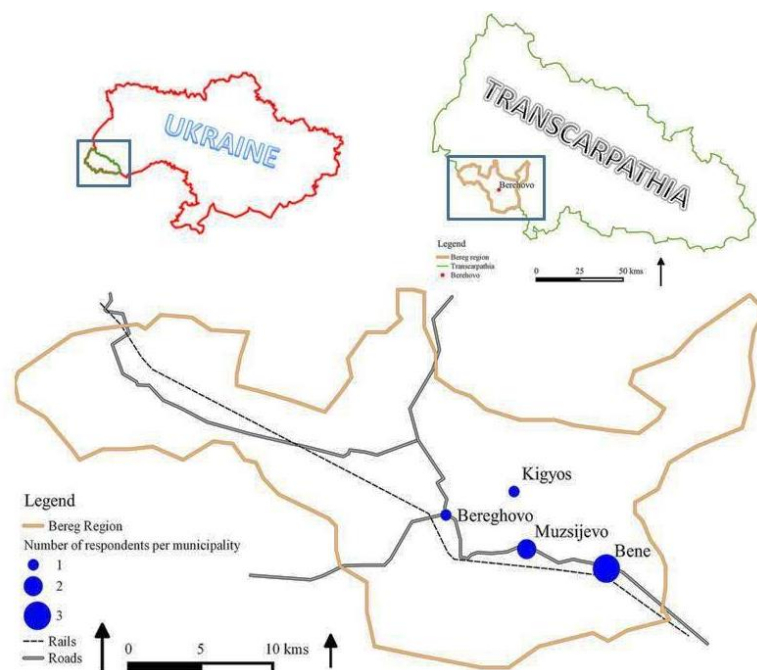 UKRAINE
TRANSCARPATHIA
Berehovo
Legend
Bereg region
Transcarpathia
Berehovo
0 25 50 kms
Kigyos
Bereghovo
Muzsijevo
Bene
Legend
Bereg Region
Number of respondents per municipality
1
2
3
Rails
Roads
0 5 10 kms